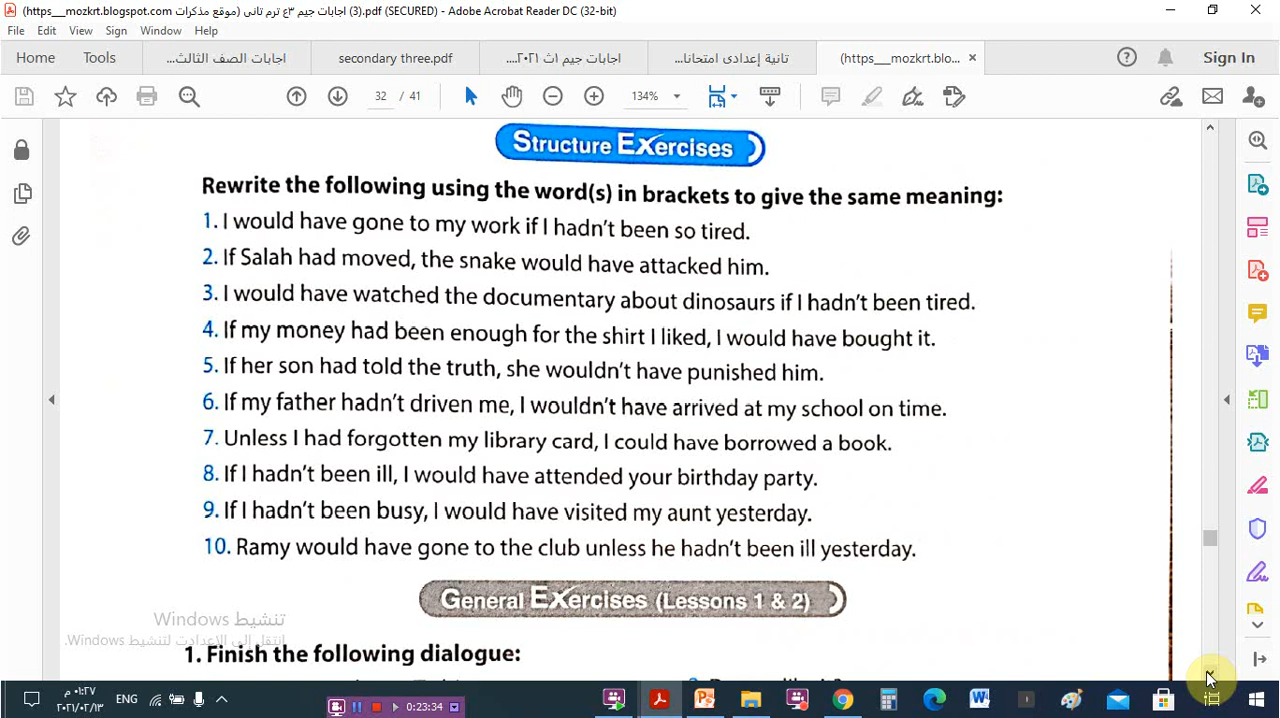 (https__mozkrt.blogspot.com موقع مذكرات) اجابات جيم ٣ع ترم تانى (3).pdf (SECURED) - Adobe Acrobat Reader DC (32-bit)
File Edit View Sign Window Help
Home Tools اجابات الصف الثالث... secondary three.pdf اجابات جيم ١ث ٢٠٢١.... تانية إعدادى امتحانا... (https__mozkrt.blo... × Sign In
32 / 41 134%
Structure EXercises
Rewrite the following using the word(s) in brackets to give the same meaning:
1. I would have gone to my work if I hadn't been so tired.
2. If Salah had moved, the snake would have attacked him.
3. I would have watched the documentary about dinosaurs if I hadn't been tired.
4. If my money had been enough for the shirt I liked, I would have bought it.
5. If her son had told the truth, she wouldn't have punished him.
6. If my father hadn't driven me, I wouldn't have arrived at my school on time.
7. Unless I had forgotten my library card, I could have borrowed a book.
8. If I hadn't been ill, I would have attended your birthday party.
9. If I hadn't been busy, I would have visited my aunt yesterday.
10. Ramy would have gone to the club unless he hadn't been ill yesterday.
General EXercises (Lessons 1 & 2)
تنشيط Windows
انتقل إلى الإعدادات لتنشيط Windows.
1. Finish the following dialogue:
٠١:٢٧ م
ENG
٢٠٢١/٠٢/١٣
00:23:34